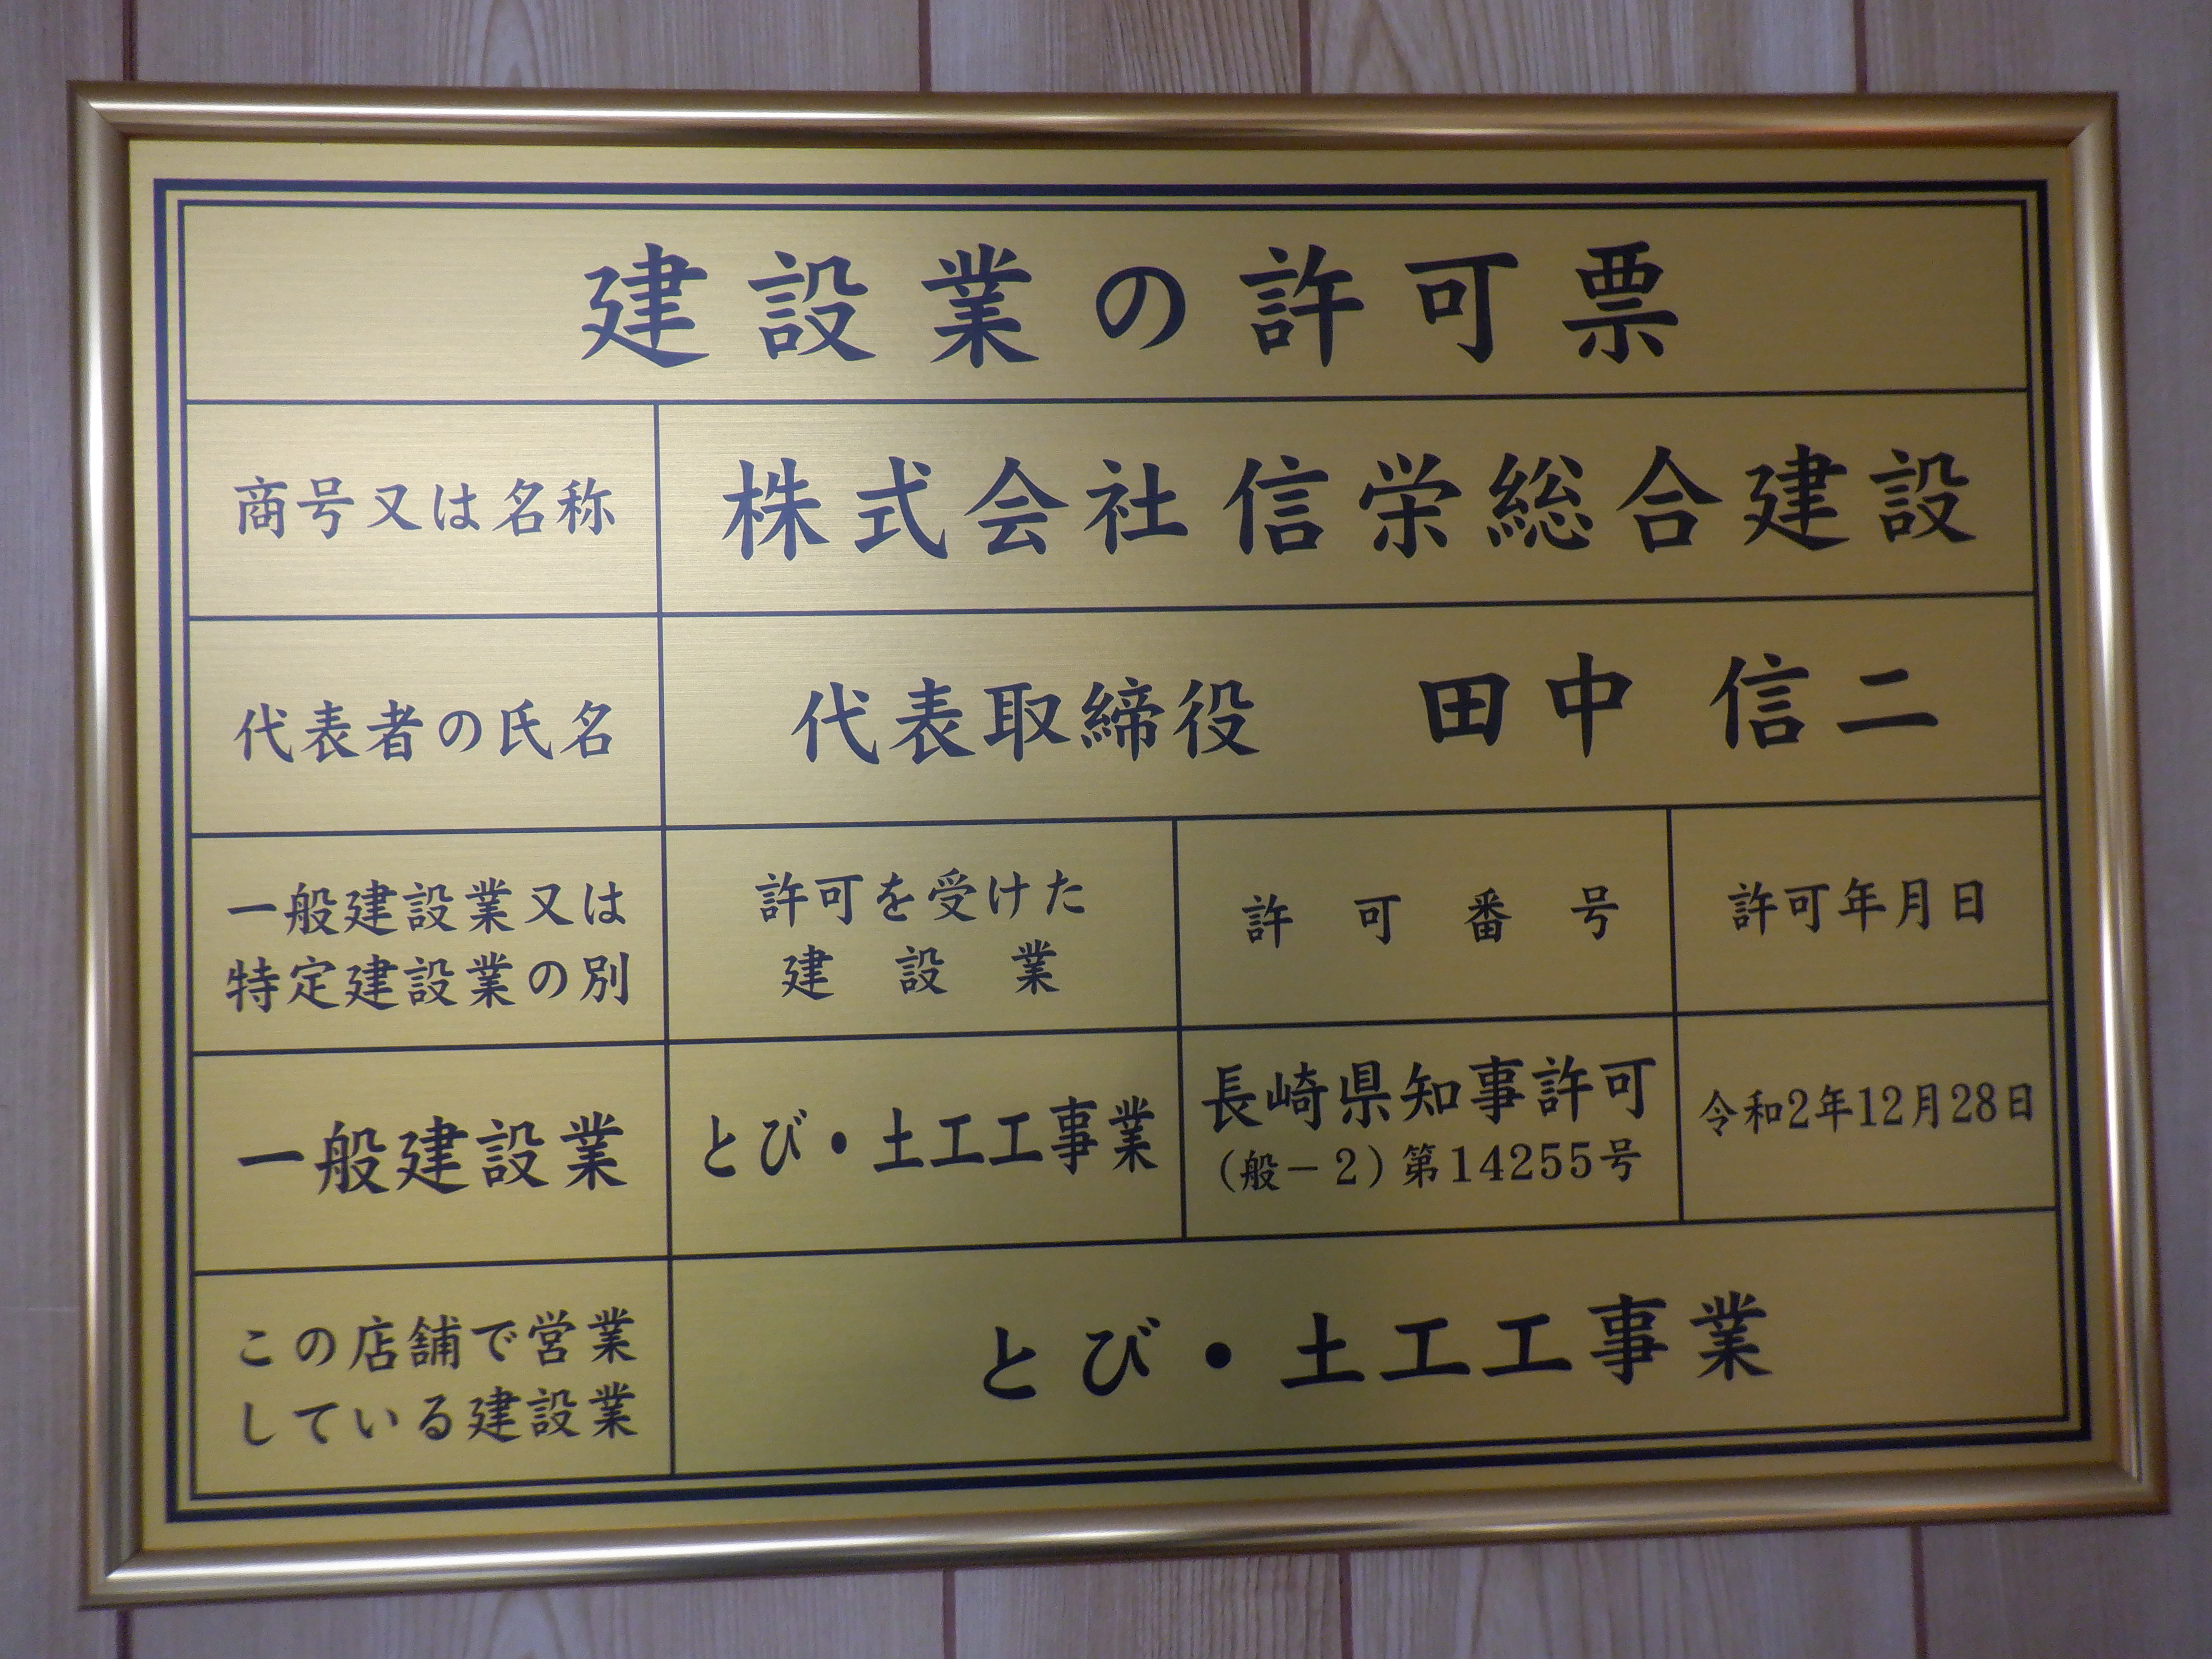 建設業の許可票
商号又は名称
株式会社信栄総合建設
代表者の氏名
代表取締役 田中 信二
一般建設業又は
特定建設業の別
許可を受けた
建設業
許可番号
許可年月日
一般建設業
とび・土工工事業
長崎県知事許可
(般-2)第14255号
令和2年12月28日
この店舗で営業
している建設業
とび・土工工事業